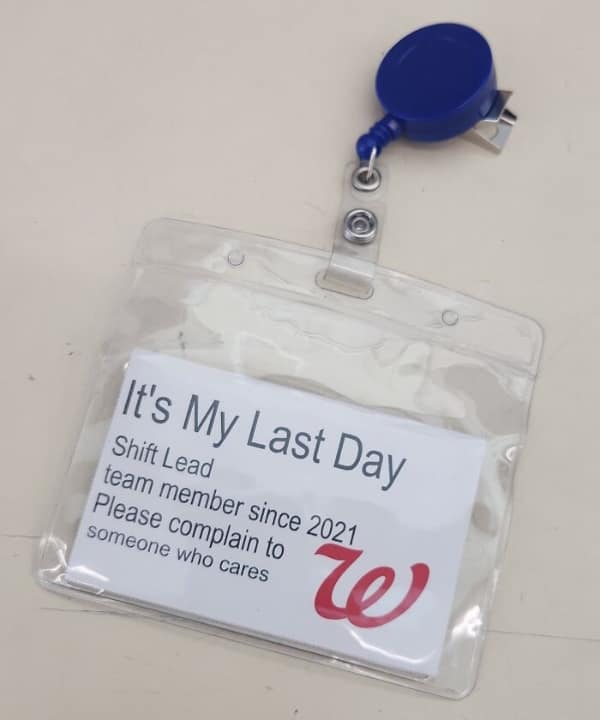 It's My Last Day
Shift Lead
team member since 2021
Please complain to
someone who cares
W